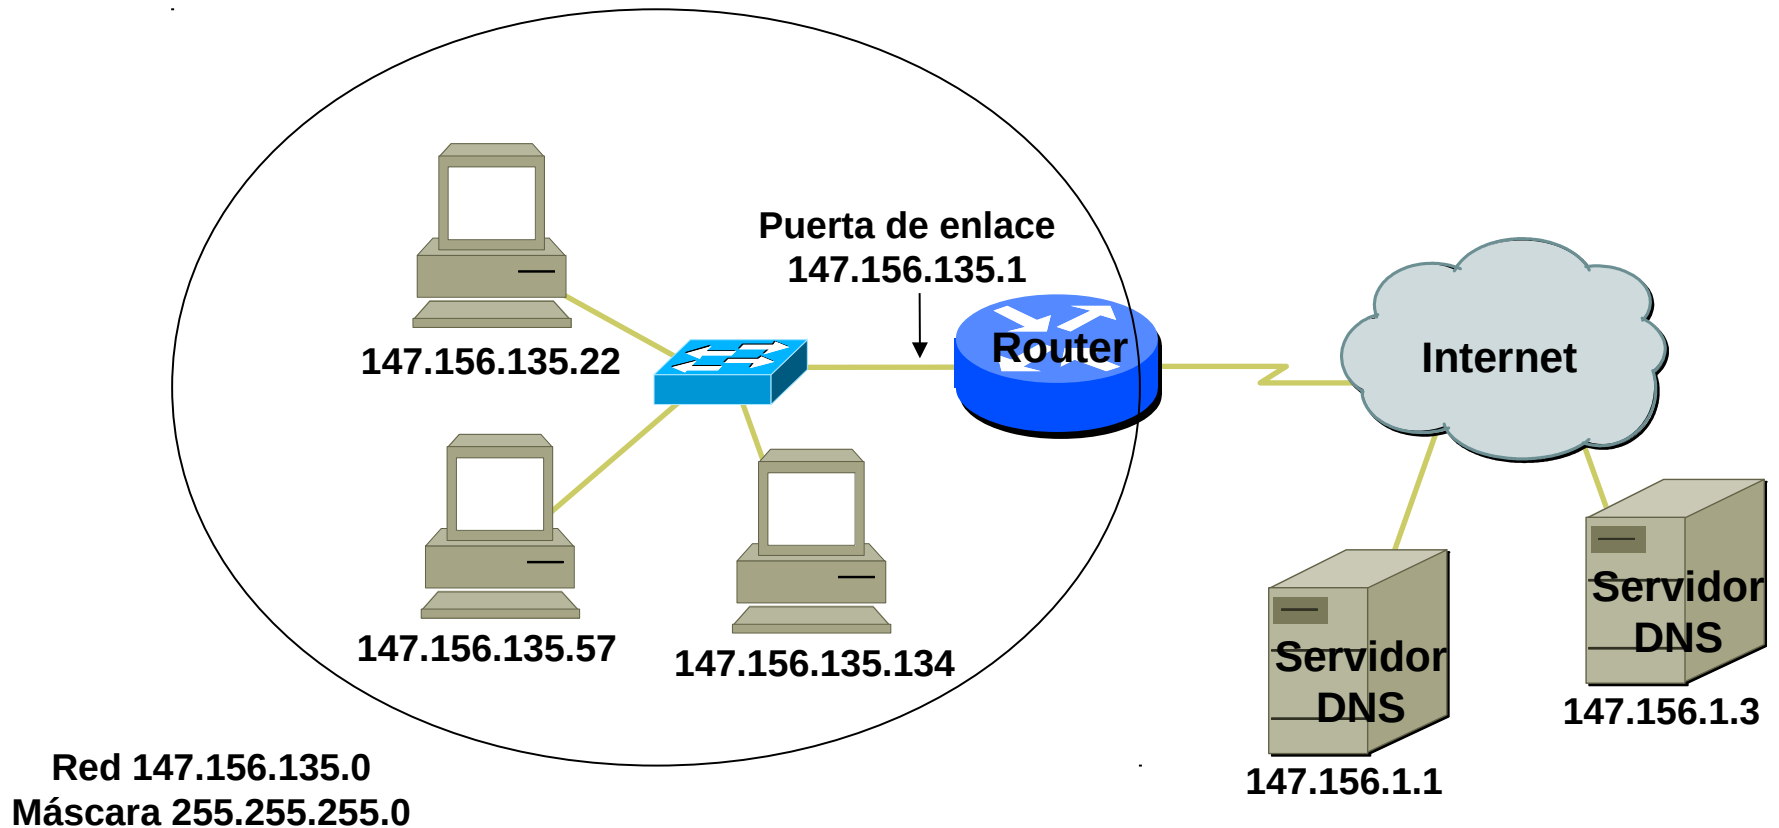 Puerta de enlace
147.156.135.1
Router
Internet
147.156.135.22
147.156.135.57
147.156.135.134
Servidor
DNS
147.156.1.3
Servidor
DNS
147.156.1.1
Red 147.156.135.0
Máscara 255.255.255.0